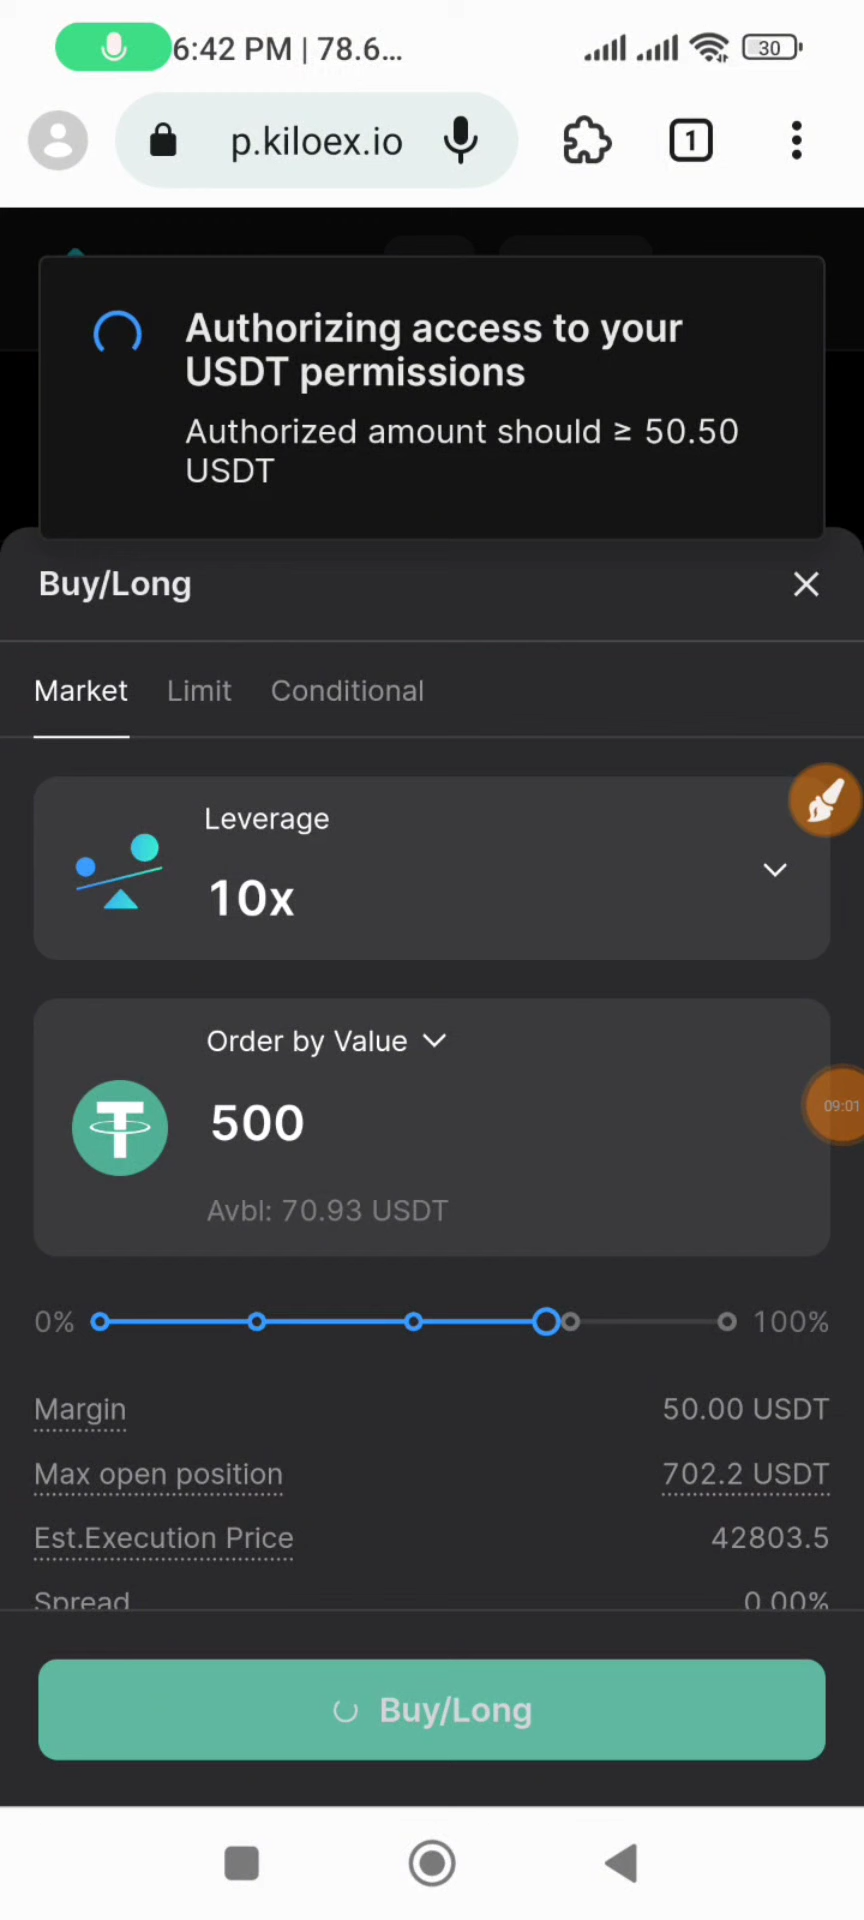 6:42 PM | 78.6...
30
p.kiloex.io
1
Authorizing access to your
USDT permissions
Authorized amount should ≥ 50.50
USDT
Buy/Long
Market Limit Conditional
Leverage
10x
Order by Value
500
09:01
Avbl: 70.93 USDT
0% 100%
Margin 50.00 USDT
Max open position 702.2 USDT
Est.Execution Price 42803.5
Spread 0.00%
Buy/Long